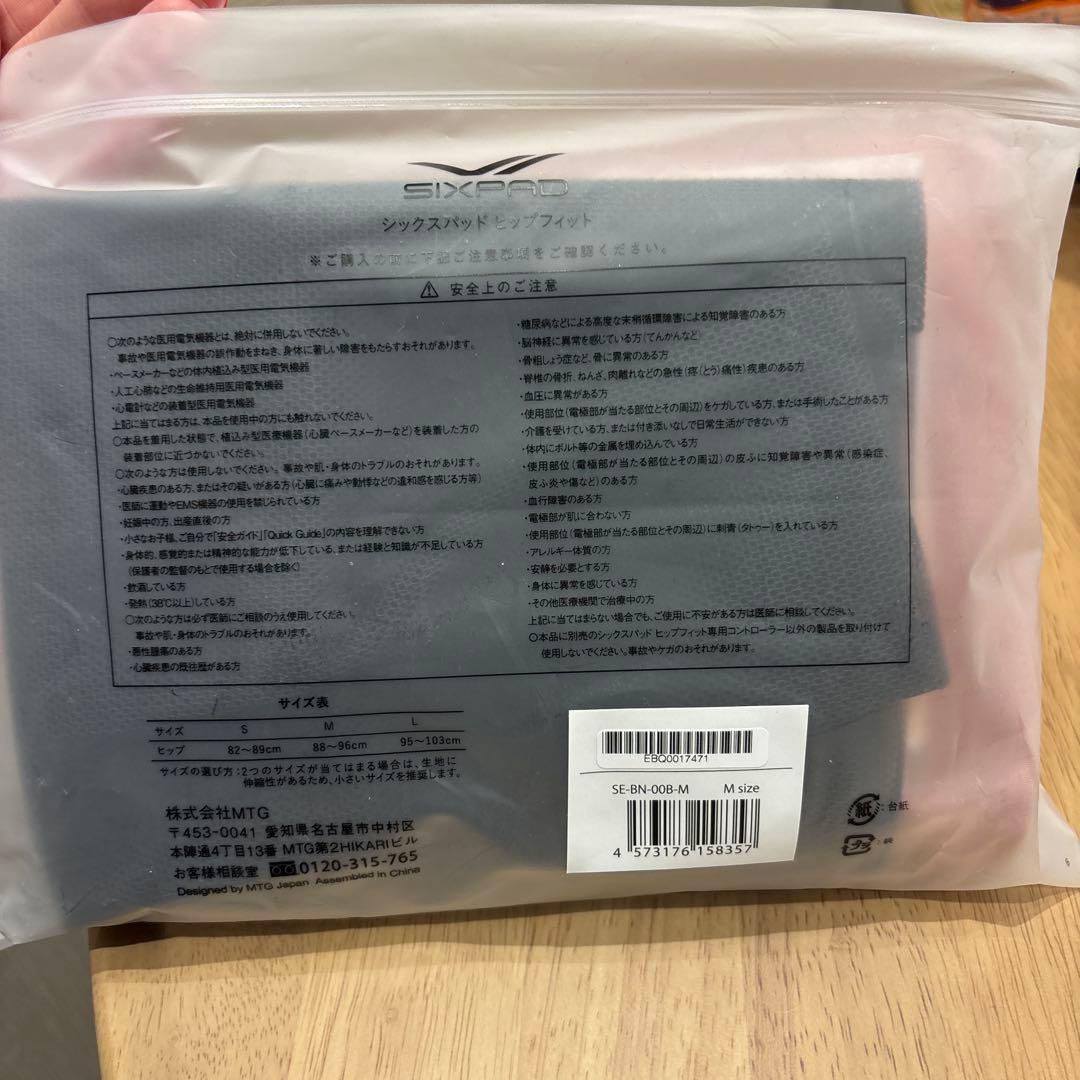 SIXPAD
シックスパッド ヒップフィット
※ご購入の前に下記ご注意事項をご確認ください。
⚠ 安全上のご注意
○次のような医用電気機器とは、絶対に併用しないでください。
事故や医用電気機器の誤作動をまねき、身体に著しい障害をもたらすおそれがあります。
・ペースメーカーなどの体内植込み型医用電気機器
・人工心肺などの生命維持用医用電気機器
・心電計などの装着型医用電気機器
上記に当てはまる方は、本品を使用中の方にも触れないでください。
○本品を着用した状態で、植込み型医療機器(心臓ペースメーカーなど)を装着した方の
装着部位に近づかないでください。
○次のような方は使用しないでください。事故や肌・身体のトラブルのおそれがあります。
・心臓疾患のある方、またはその疑いがある方(心臓に痛みや動悸などの違和感を感じる方等)
・医師に運動やEMS機器の使用を禁じられている方
・妊娠中の方、出産直後の方
・小さなお子様、ご自分で「安全ガイド」「Quick Guide」の内容を理解できない方
・身体的、感覚的または精神的な能力が低下している、または経験と知識が不足している方
(保護者の監督のもとで使用する場合を除く)
・飲酒している方
・発熱(38℃以上)している方
○次のような方は必ず医師にご相談のうえ使用してください。
事故や肌・身体のトラブルのおそれがあります。
・悪性腫瘍のある方
・心臓疾患の既往歴がある方
・糖尿病などによる高度な末梢循環障害による知覚障害のある方
・脳神経に異常を感じている方(てんかんなど)
・骨粗しょう症など、骨に異常のある方
・脊椎の骨折、ねんざ、肉離れなどの急性(疼(とう)痛性)疾患のある方
・血圧に異常がある方
・使用部位(電極部が当たる部位とその周辺)をケガしている方、または手術したことがある方
・介護を受けている方、または付き添いなしで日常生活ができない方
・体内にボルト等の金属を埋め込んでいる方
・使用部位(電極部が当たる部位とその周辺)の皮ふに知覚障害や異常(感染症、
皮ふ炎や傷など)のある方
・血行障害のある方
・電極部が肌に合わない方
・使用部位(電極部が当たる部位とその周辺)に刺青(タトゥー)を入れている方
・アレルギー体質の方
・安静を必要とする方
・身体に異常を感じている方
・その他医療機関で治療中の方
上記に当てはまらない場合でも、ご使用に不安がある方は医師に相談してください。
○本品に別売のシックスパッド ヒップフィット専用コントローラー以外の製品を取り付けて
使用しないでください。事故やケガのおそれがあります。
サイズ表
サイズ S M L
ヒップ 82～89cm 88～96cm 95～103cm
サイズの選び方:2つのサイズが当てはまる場合は、生地に
伸縮性があるため、小さいサイズを推奨します。
株式会社MTG
〒453-0041 愛知県名古屋市中村区
本陣通4丁目13番 MTG第2HIKARIビル
お客様相談室 0120-315-765
Designed by MTG Japan Assembled in China
EBQ0017471
SE-BN-00B-M M size
4 573176 158357
紙 :台紙
プラ :袋